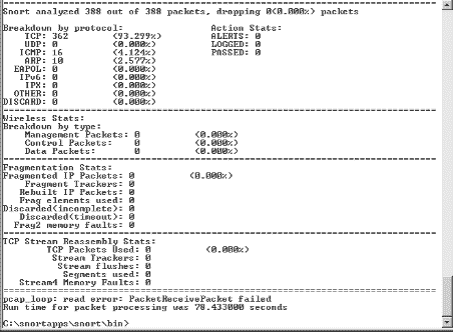 Snort analyzed 388 out of 388 packets, dropping 0(0.000%) packets
Breakdown by protocol: Action Stats:
TCP: 362 (93.299%) ALERTS: 0
UDP: 0 (0.000%) LOGGED: 0
ICMP: 16 (4.124%) PASSED: 0
ARP: 10 (2.577%)
EAPOL: 0 (0.000%)
IPv6: 0 (0.000%)
IPX: 0 (0.000%)
OTHER: 0 (0.000%)
DISCARD: 0 (0.000%)
Wireless Stats:
Breakdown by type:
Management Packets: 0 (0.000%)
Control Packets: 0 (0.000%)
Data Packets: 0 (0.000%)
Fragmentation Stats:
Fragmented IP Packets: 0 (0.000%)
Fragment Trackers: 0
Rebuilt IP Packets: 0
Frag elements used: 0
Discarded(incomplete): 0
Discarded(timeout): 0
Frag2 memory faults: 0
TCP Stream Reassembly Stats:
TCP Packets Used: 0 (0.000%)
Stream Trackers: 0
Stream flushes: 0
Segments used: 0
Stream4 Memory Faults: 0
pcap_loop: read error: PacketReceivePacket failed
Run time for packet processing was 78.433000 seconds
C:\snortapps\snort\bin>